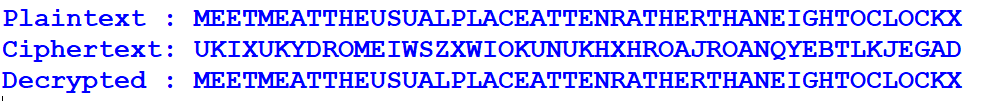 Plaintext : MEETMEATTHEUSUALPLACEATTENRATHERTHANEIGHTOCLOCKX
Ciphertext: UKIXUKYDROMEIWSZXWIOKUNUKHXHROAJROANQYEBTLKJEGAD
Decrypted : MEETMEATTHEUSUALPLACEATTENRATHERTHANEIGHTOCLOCKX